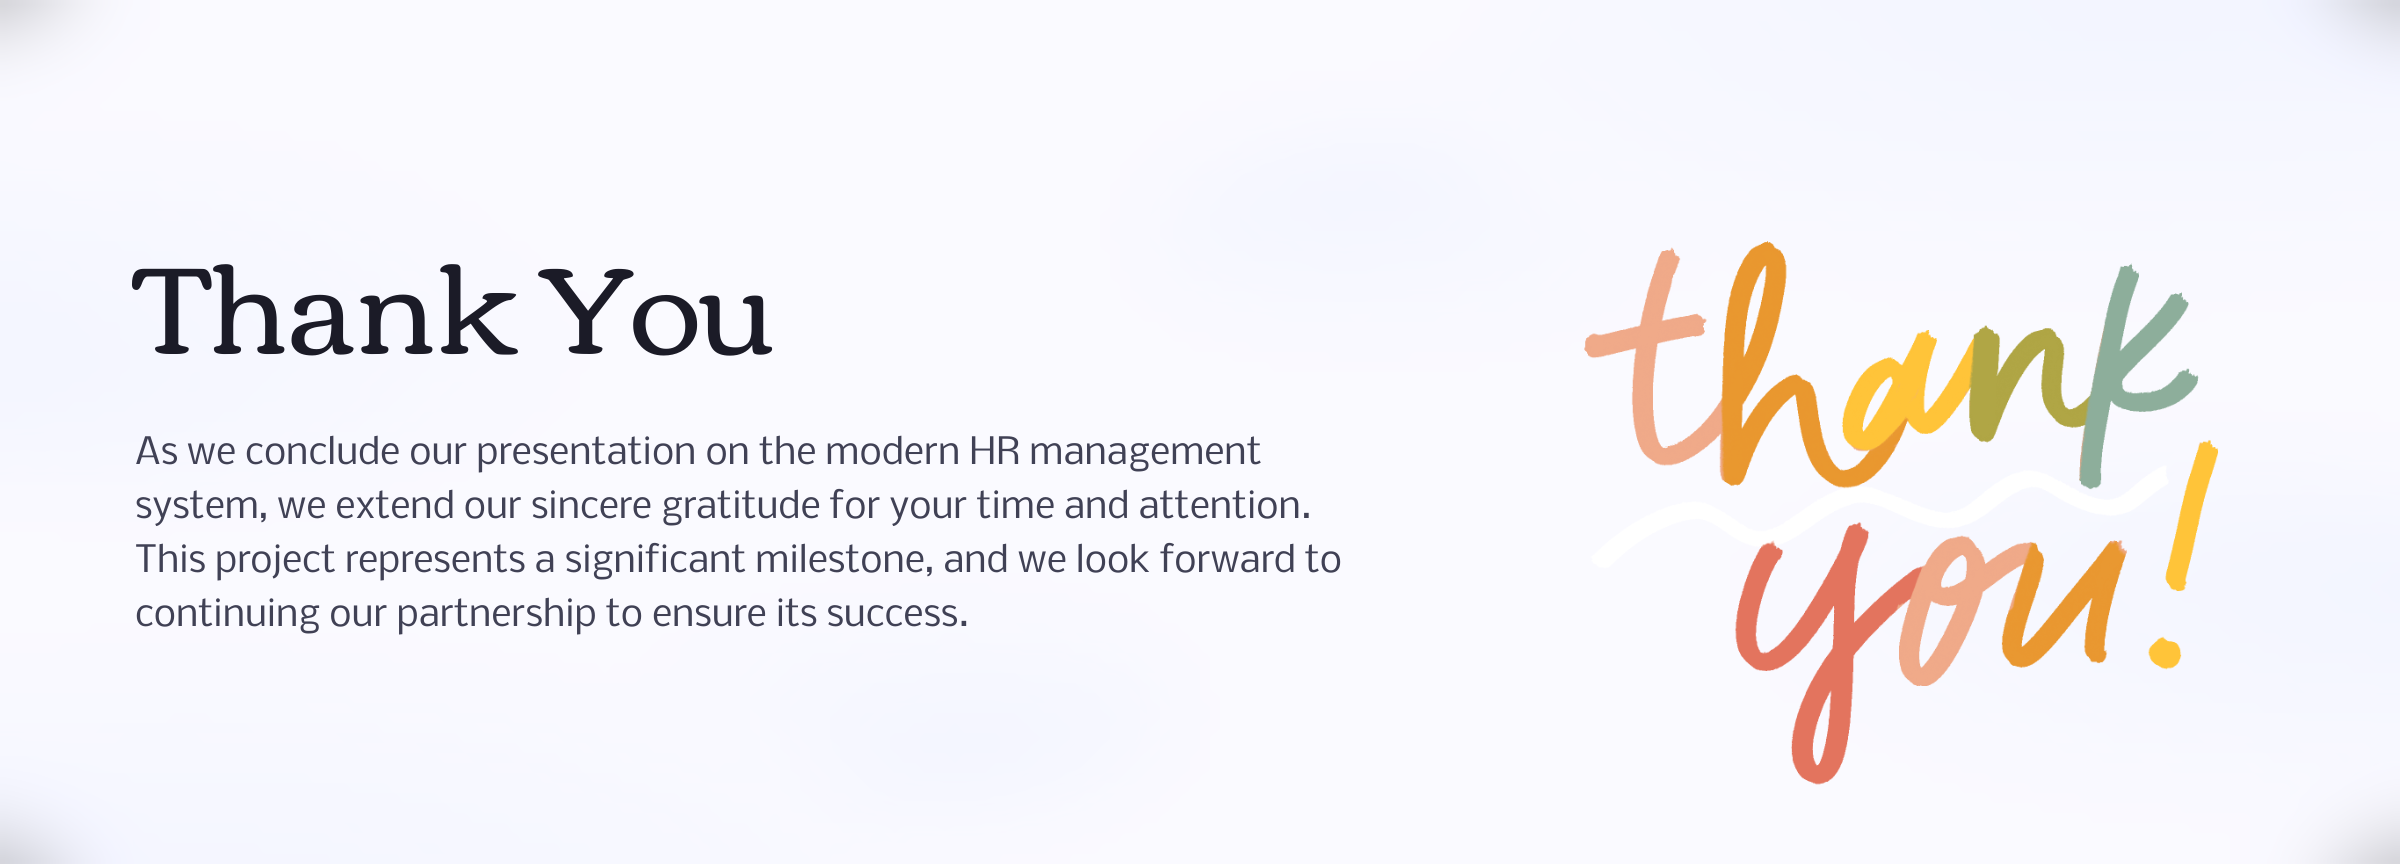 Thank You
As we conclude our presentation on the modern HR management
system, we extend our sincere gratitude for your time and attention.
This project represents a significant milestone, and we look forward to
continuing our partnership to ensure its success.
thank
you!